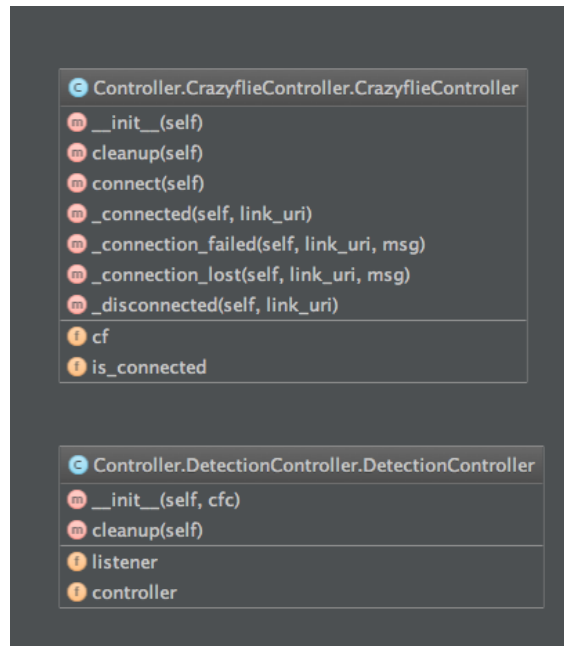 C Controller.CrazyflieController.CrazyflieController
m __init__(self)
m cleanup(self)
m connect(self)
m _connected(self, link_uri)
m _connection_failed(self, link_uri, msg)
m _connection_lost(self, link_uri, msg)
m _disconnected(self, link_uri)
f cf
f is_connected
C Controller.DetectionController.DetectionController
m __init__(self, cfc)
m cleanup(self)
f listener
f controller